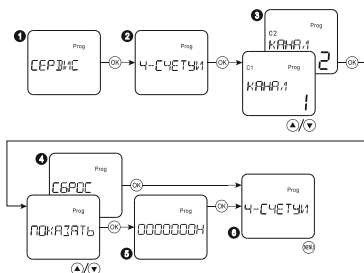 1
Prog
СЕРВИС
OK
2
Prog
Ч-СЧЕТЧИ
OK
3
C2
Prog
КАНАЛ
2
C1
Prog
КАНАЛ
1
OK
4
Prog
СБРОС
OK
Prog
ПОКАЗАТЬ
OK
5
Prog
0000000H
OK
6
Prog
Ч-СЧЕТЧИ
MENU